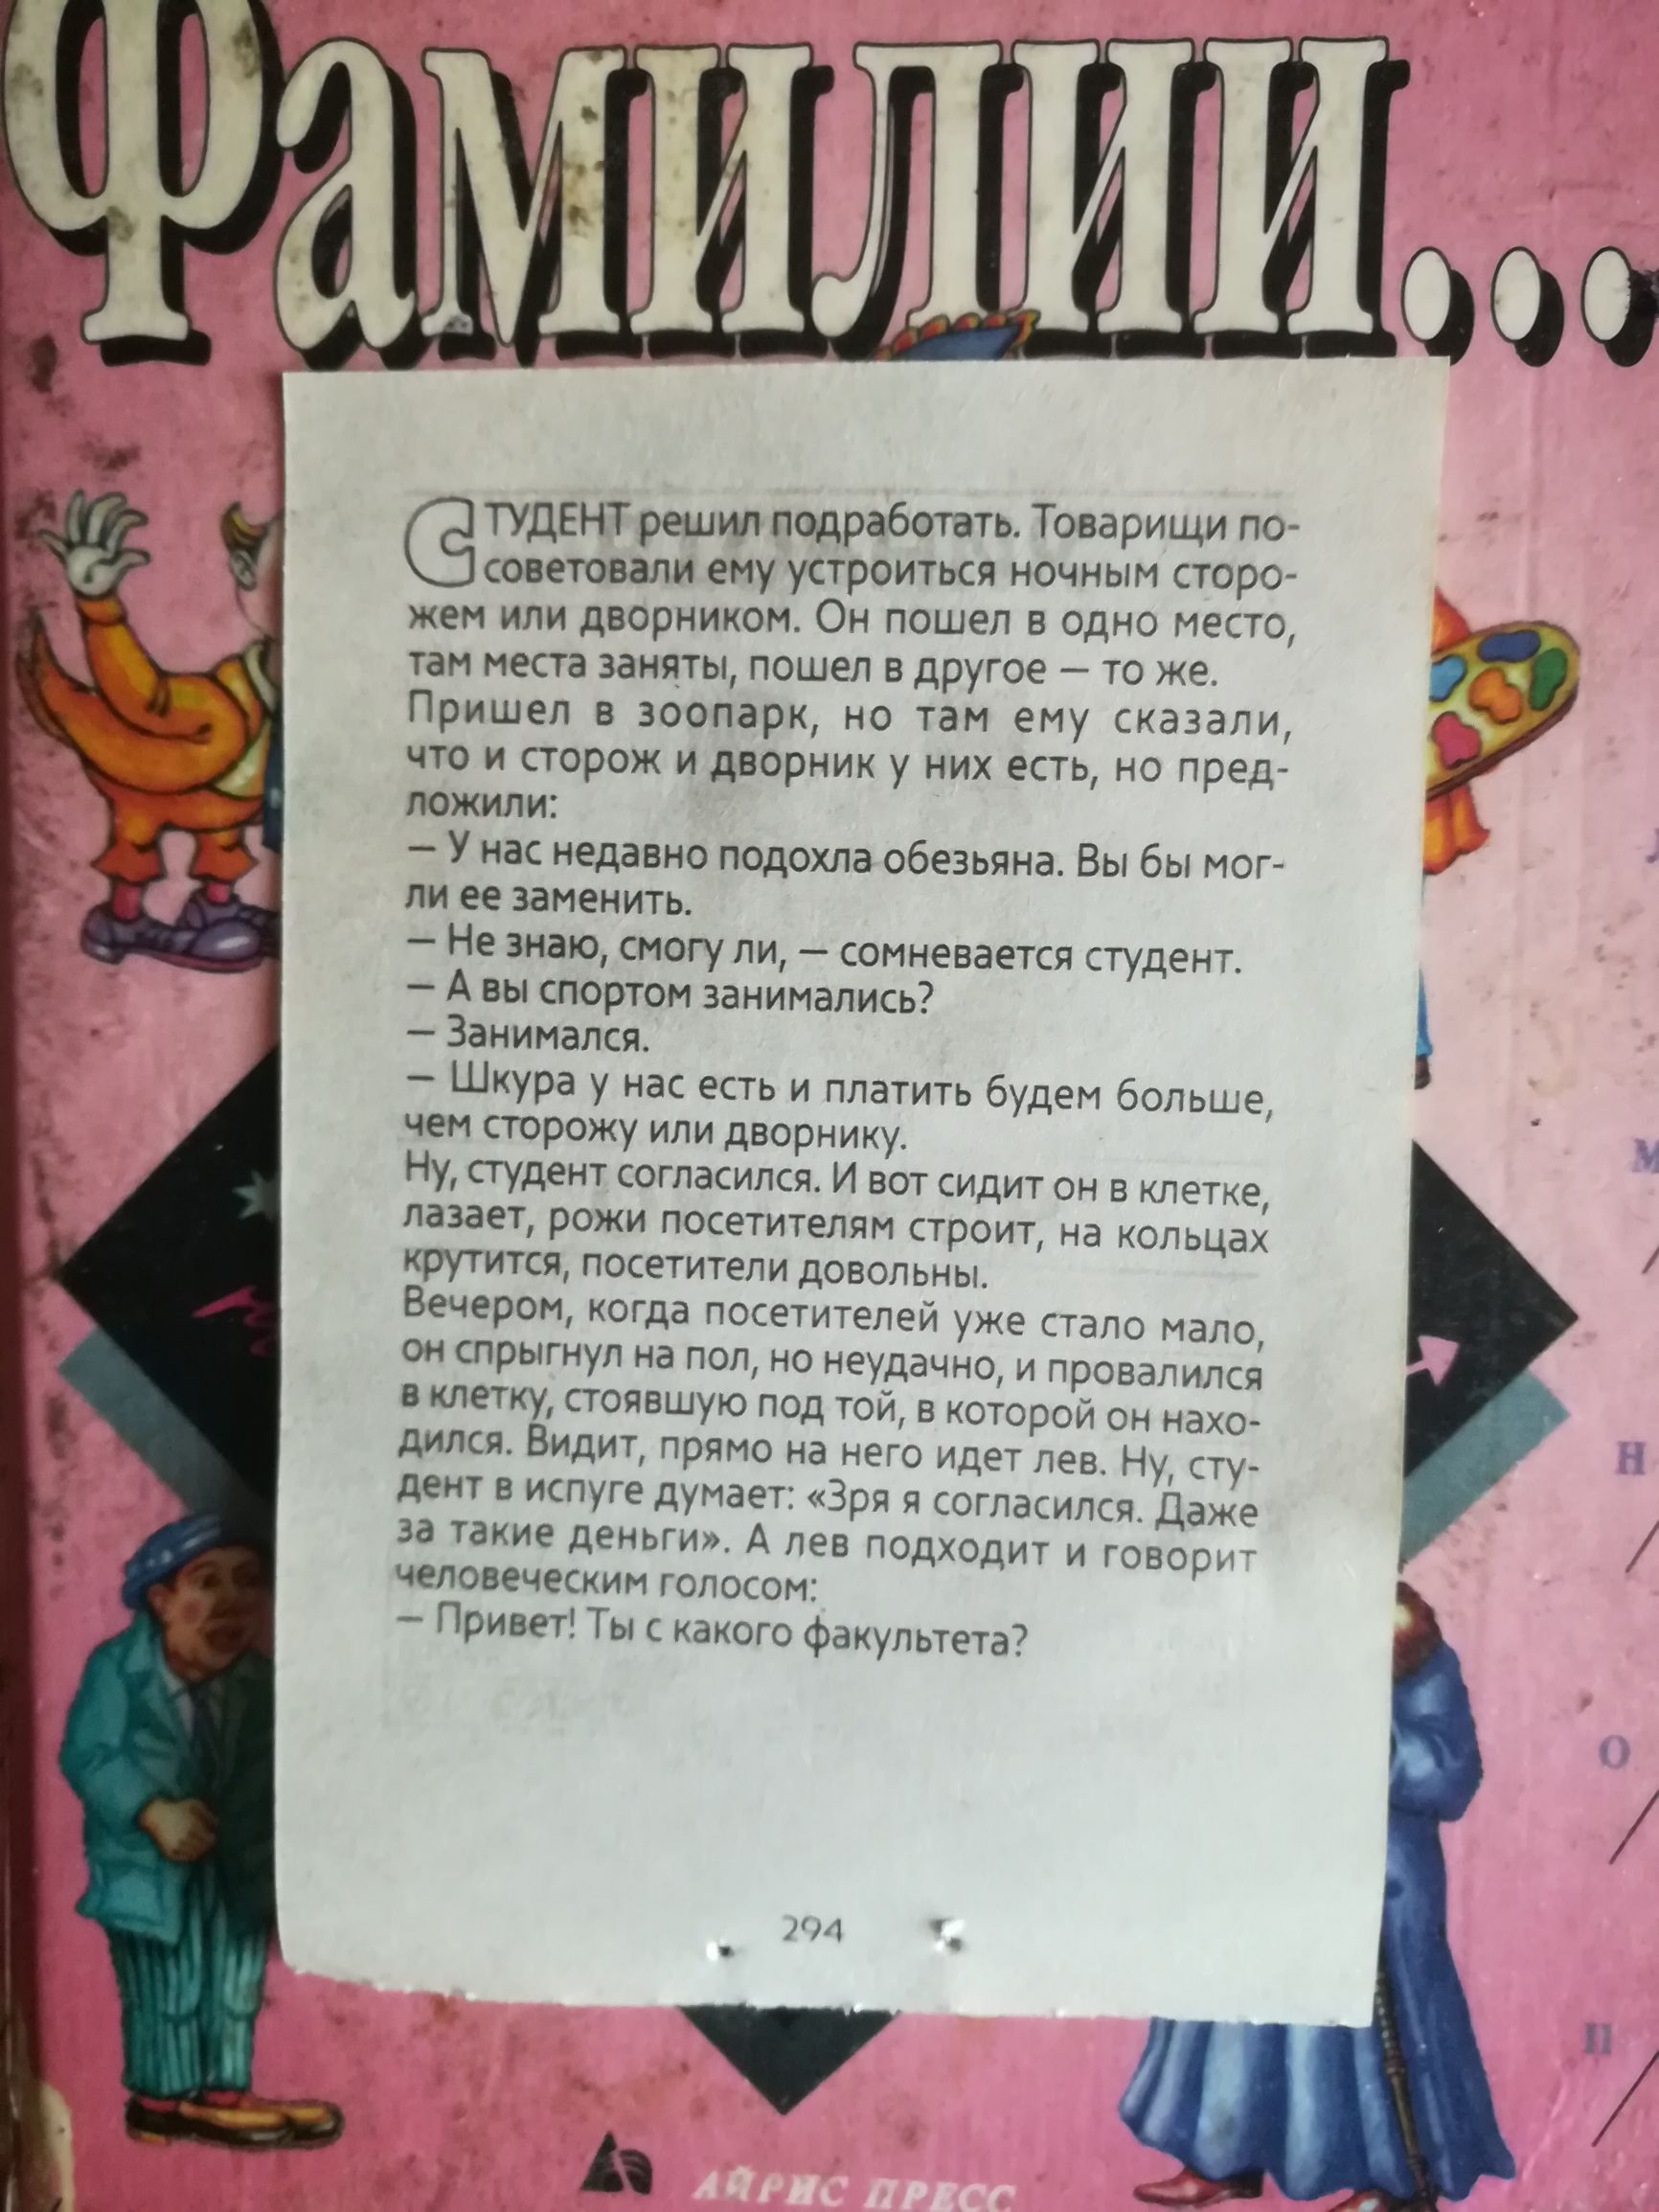 Фамилии...
СТУДЕНТ решил подработать. Товарищи по-
советовали ему устроиться ночным сторо-
жем или дворником. Он пошел в одно место,
там места заняты, пошел в другое — то же.
Пришел в зоопарк, но там ему сказали,
что и сторож и дворник у них есть, но пред-
ложили:
— У нас недавно подохла обезьяна. Вы бы мог-
ли ее заменить.
— Не знаю, смогу ли, — сомневается студент.
— А вы спортом занимались?
— Занимался.
— Шкура у нас есть и платить будем больше,
чем сторожу или дворнику.
Ну, студент согласился. И вот сидит он в клетке,
лазает, рожи посетителям строит, на кольцах
крутится, посетители довольны.
Вечером, когда посетителей уже стало мало,
он спрыгнул на пол, но неудачно, и провалился
в клетку, стоявшую под той, в которой он нахо-
дился. Видит, прямо на него идет лев. Ну, сту-
дент в испуге думает: «Зря я согласился. Даже
за такие деньги». А лев подходит и говорит
человеческим голосом:
— Привет! Ты с какого факультета?
294
М
Н
О
П
АЙРИС ПРЕСС